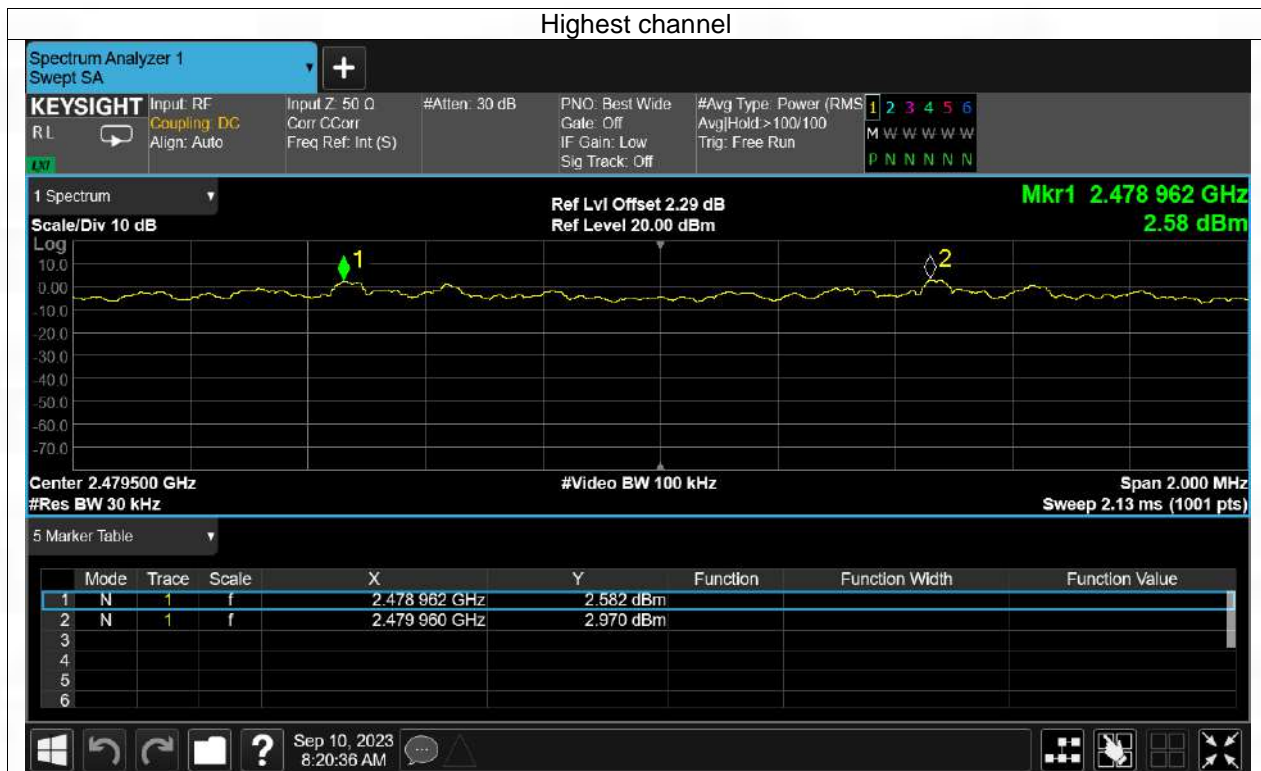 Highest channel
Spectrum Analyzer 1
Swept SA
+
KEYSIGHT
RL
LXI
Input: RF
Coupling: DC
Align: Auto
Input Z: 50 Ω
Corr CCorr
Freq Ref: Int (S)
#Atten: 30 dB
PNO: Best Wide
Gate: Off
IF Gain: Low
Sig Track: Off
#Avg Type: Power (RMS
Avg|Hold:>100/100
Trig: Free Run
1 2 3 4 5 6
M W W W W W
P N N N N N
1 Spectrum
Scale/Div 10 dB
Ref Lvl Offset 2.29 dB
Ref Level 20.00 dBm
Mkr1 2.478 962 GHz
2.58 dBm
Log
10.0
0.00
-10.0
-20.0
-30.0
-40.0
-50.0
-60.0
-70.0
1
2
Center 2.479500 GHz
#Res BW 30 kHz
#Video BW 100 kHz
Span 2.000 MHz
Sweep 2.13 ms (1001 pts)
5 Marker Table
Mode Trace Scale X Y Function Function Width Function Value
1 N 1 f 2.478 962 GHz 2.582 dBm
2 N 1 f 2.479 960 GHz 2.970 dBm
3
4
5
6
?
Sep 10, 2023
8:20:36 AM